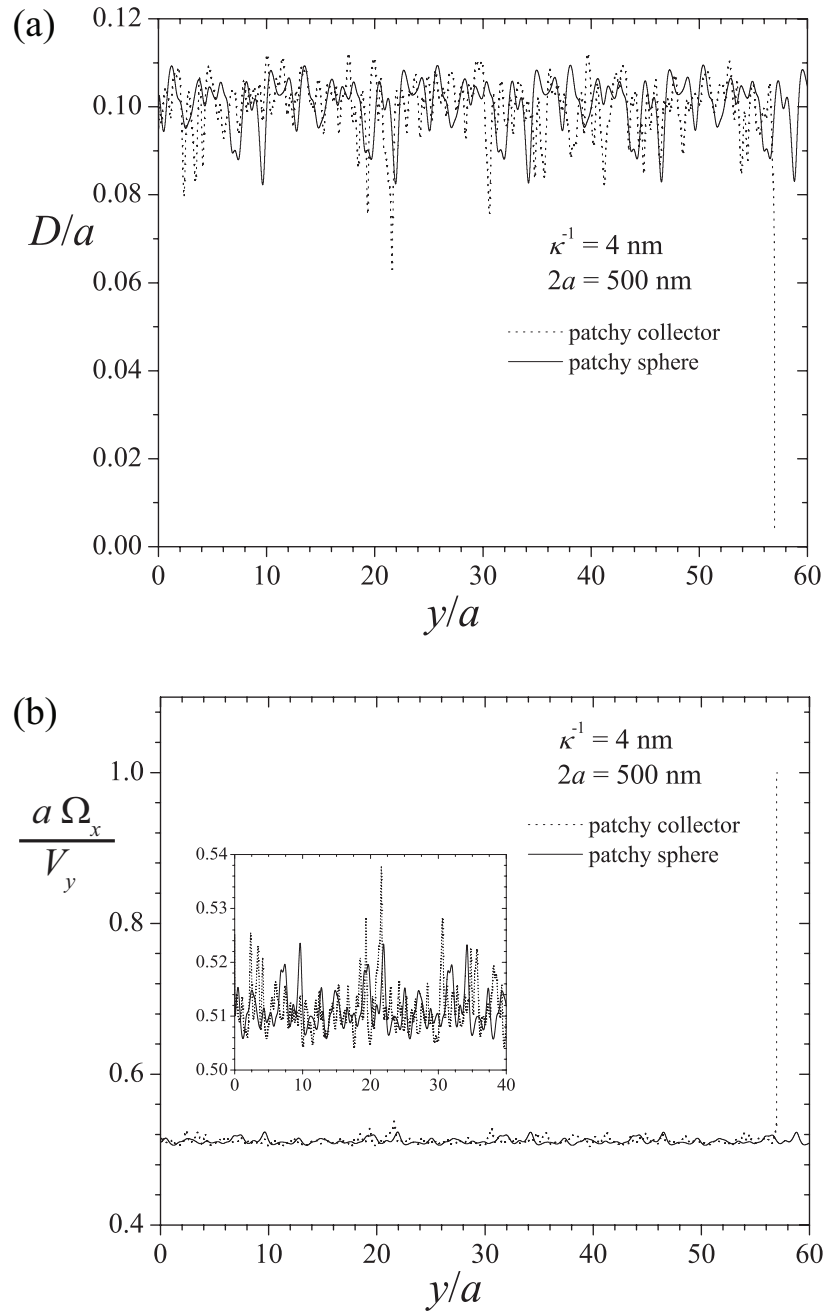 (a)
0.12
0.10
0.08
D/a
0.06
0.04
0.02
0.00
κ⁻¹ = 4 nm
2a = 500 nm
patchy collector
patchy sphere
0 10 20 30 40 50 60
y/a
(b)
1.0
0.8
0.6
0.4
a Ωₓ
V_y
κ⁻¹ = 4 nm
2a = 500 nm
patchy collector
patchy sphere
0.54
0.53
0.52
0.51
0.50
0 10 20 30 40
0 10 20 30 40 50 60
y/a